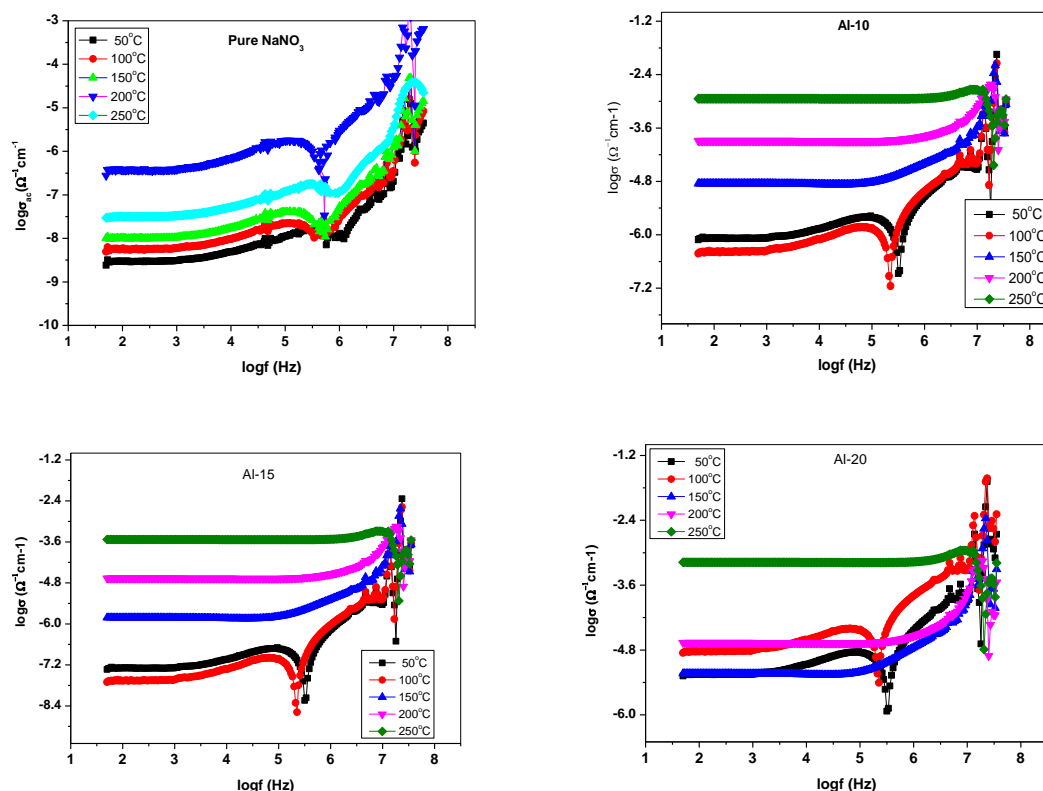 Pure NaNO3
50°C
100°C
150°C
200°C
250°C
logσac(Ω⁻¹cm⁻¹)
-3
-4
-5
-6
-7
-8
-9
-10
1 2 3 4 5 6 7 8
logf (Hz)
Al-10
logσ (Ω⁻¹cm-1)
-1.2
-2.4
-3.6
-4.8
-6.0
-7.2
50°C
100°C
150°C
200°C
250°C
1 2 3 4 5 6 7 8
logf (Hz)
Al-15
logσ (Ω⁻¹cm-1)
-1.2
-2.4
-3.6
-4.8
-6.0
-7.2
-8.4
50°C
100°C
150°C
200°C
250°C
1 2 3 4 5 6 7 8
logf (Hz)
Al-20
50°C
100°C
150°C
200°C
250°C
logσ (Ω⁻¹cm-1)
-1.2
-2.4
-3.6
-4.8
-6.0
1 2 3 4 5 6 7 8
logf (Hz)